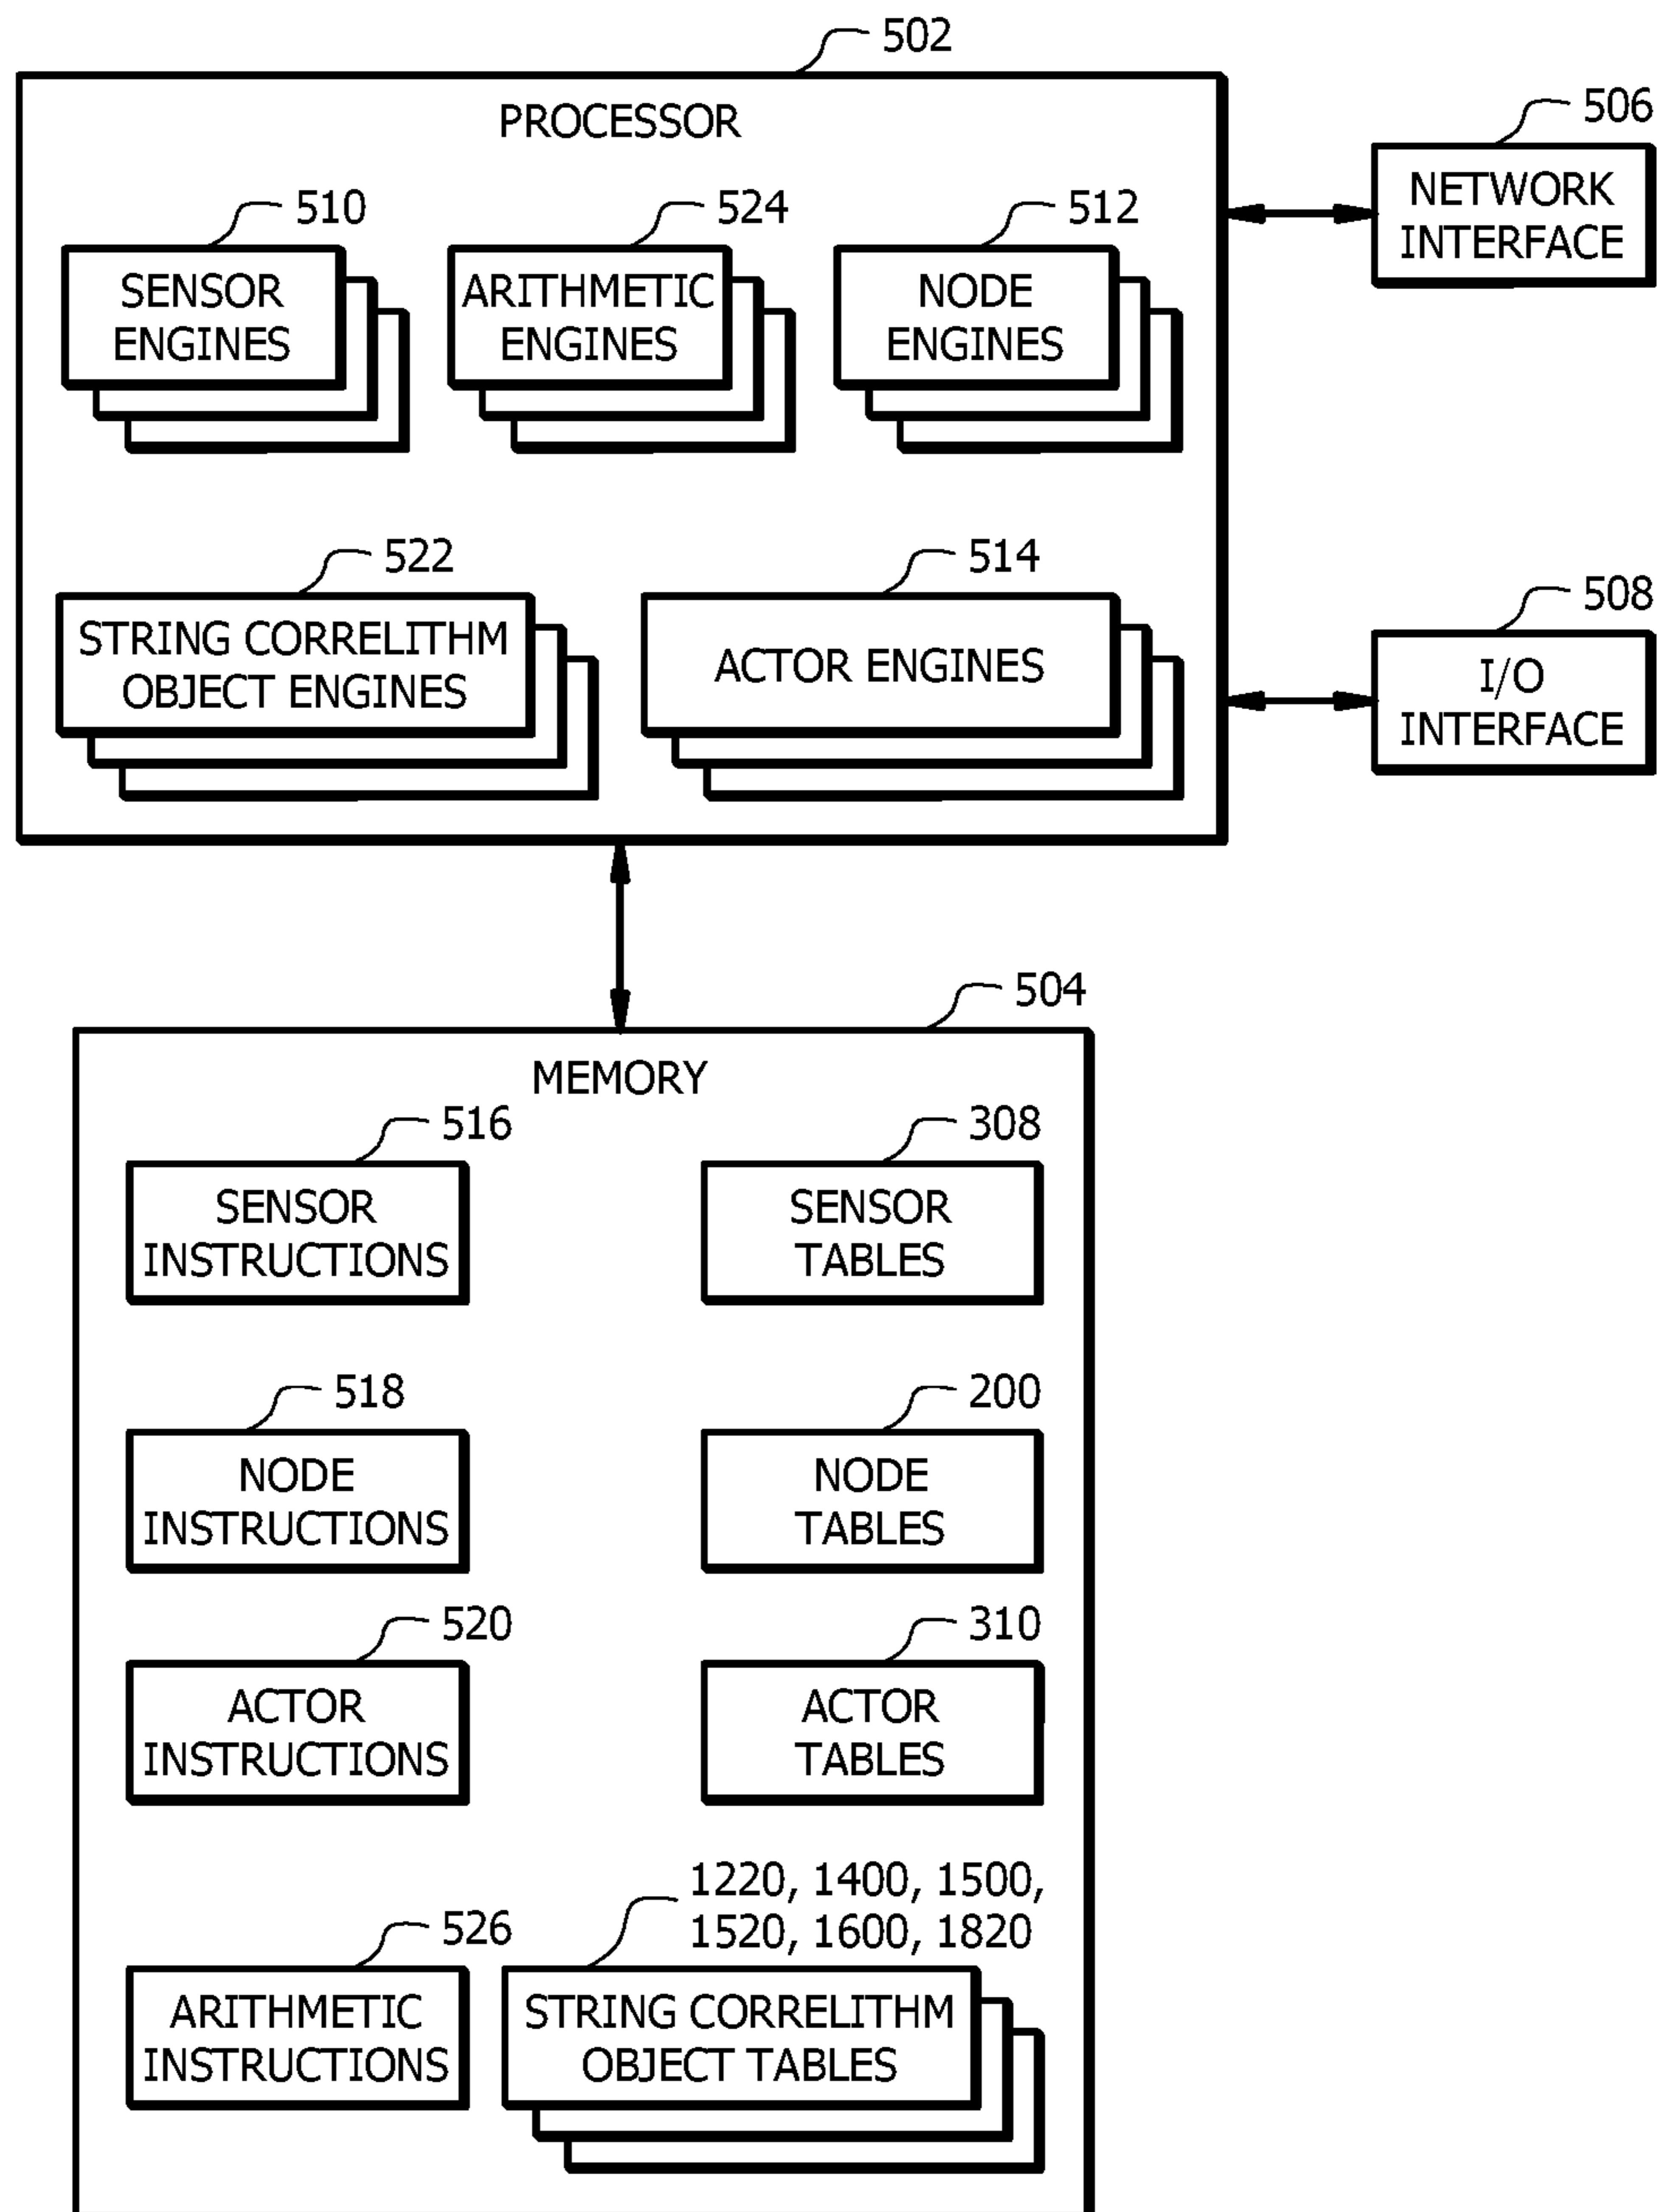 502
PROCESSOR
506
NETWORK
INTERFACE
510
524
512
SENSOR
ENGINES
ARITHMETIC
ENGINES
NODE
ENGINES
522
514
508
STRING CORRELITHM
OBJECT ENGINES
ACTOR ENGINES
I/O
INTERFACE
504
MEMORY
516
308
SENSOR
INSTRUCTIONS
SENSOR
TABLES
518
200
NODE
INSTRUCTIONS
NODE
TABLES
520
310
ACTOR
INSTRUCTIONS
ACTOR
TABLES
526
1220, 1400, 1500,
1520, 1600, 1820
ARITHMETIC
INSTRUCTIONS
STRING CORRELITHM
OBJECT TABLES